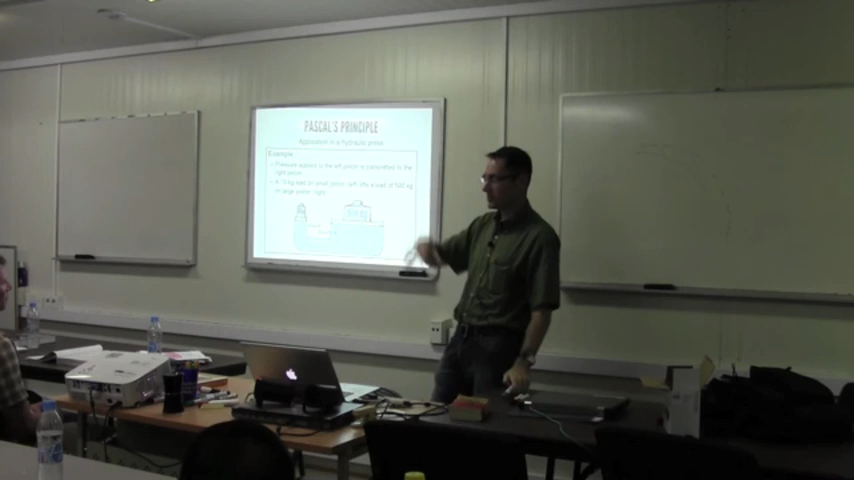 PASCAL'S PRINCIPLE
Application in a hydraulic press
Example:
– Pressure applied to the left piston is transmitted to the
right piston
– A 10 kg load on small piston (left) lifts a load of 500 kg
on large piston (right)